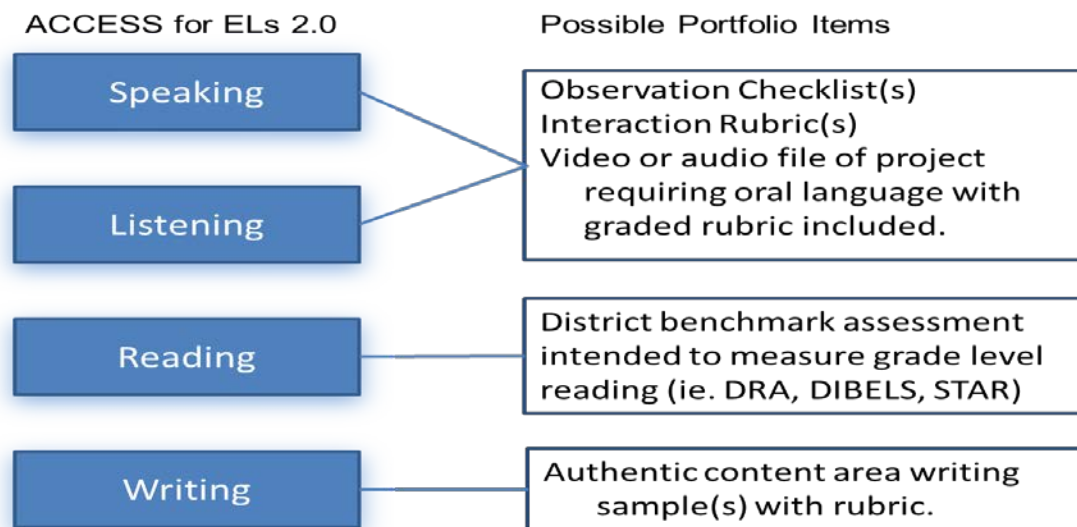 ACCESS for ELs 2.0
Possible Portfolio Items
Speaking
Listening
Observation Checklist(s)
Interaction Rubric(s)
Video or audio file of project
requiring oral language with
graded rubric included.
Reading
District benchmark assessment
intended to measure grade level
reading (ie. DRA, DIBELS, STAR)
Writing
Authentic content area writing
sample(s) with rubric.